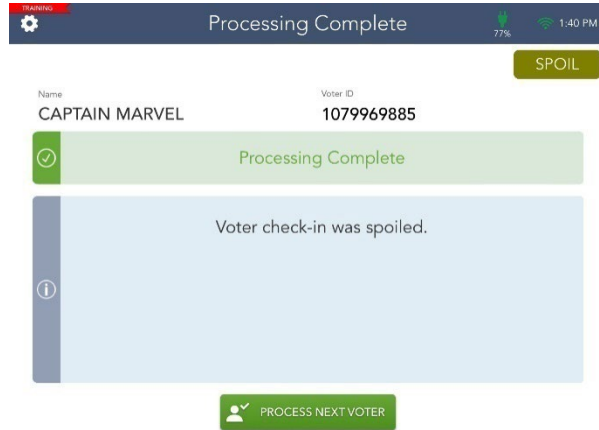 TRAINING
Processing Complete
77%
1:40 PM
SPOIL
Name
Voter ID
CAPTAIN MARVEL
1079969885
Processing Complete
Voter check-in was spoiled.
PROCESS NEXT VOTER